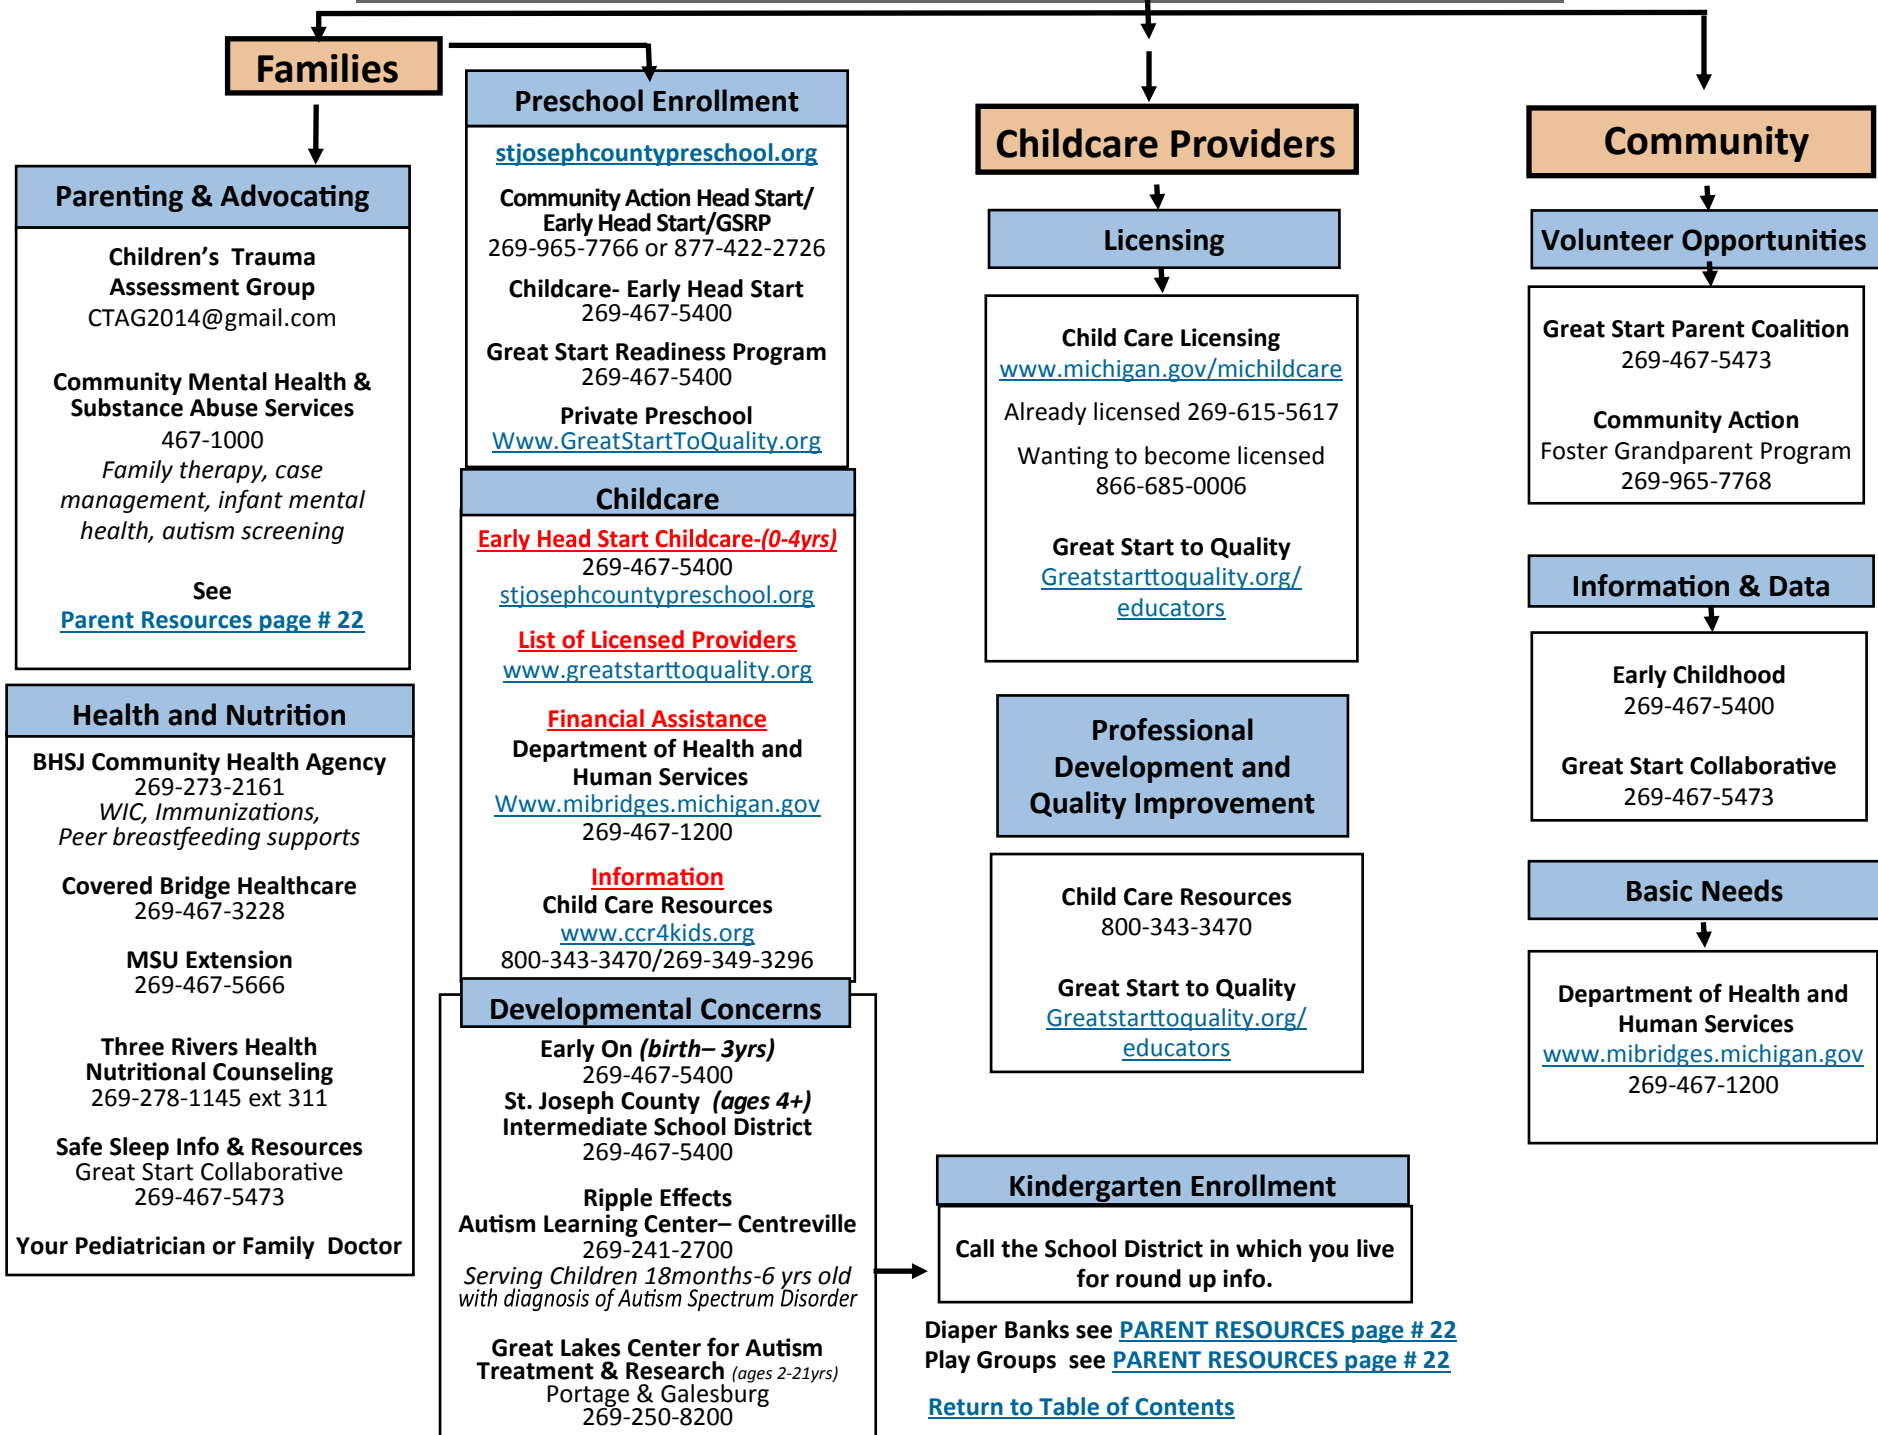 Families
Parenting & Advocating
Children’s  Trauma
Assessment Group
CTAG2014@gmail.com
Community Mental Health &
Substance Abuse Services
467-1000
Family therapy, case
management, infant mental
health, autism screening
See
Parent Resources page # 22
Health and Nutrition
BHSJ Community Health Agency
269-273-2161
WIC, Immunizations,
Peer breastfeeding supports
Covered Bridge Healthcare
269-467-3228
MSU Extension
269-467-5666
Three Rivers Health
Nutritional Counseling
269-278-1145 ext 311
Safe Sleep Info & Resources
Great Start Collaborative
269-467-5473
Your Pediatrician or Family  Doctor
Preschool Enrollment
stjosephcountypreschool.org
Community Action Head Start/
Early Head Start/GSRP
269-965-7766 or 877-422-2726
Childcare- Early Head Start
269-467-5400
Great Start Readiness Program
269-467-5400
Private Preschool
Www.GreatStartToQuality.org
Childcare
Early Head Start Childcare-(0-4yrs)
269-467-5400
stjosephcountypreschool.org
List of Licensed Providers
www.greatstarttoquality.org
Financial Assistance
Department of Health and
Human Services
Www.mibridges.michigan.gov
269-467-1200
Information
Child Care Resources
www.ccr4kids.org
800-343-3470/269-349-3296
Developmental Concerns
Early On (birth– 3yrs)
269-467-5400
St. Joseph County  (ages 4+)
Intermediate School District
269-467-5400
Ripple Effects
Autism Learning Center– Centreville
269-241-2700
Serving Children 18months-6 yrs old
with diagnosis of Autism Spectrum Disorder
Great Lakes Center for Autism
Treatment & Research (ages 2-21yrs)
Portage & Galesburg
269-250-8200
Childcare Providers
Licensing
Child Care Licensing
www.michigan.gov/michildcare
Already licensed 269-615-5617
Wanting to become licensed
866-685-0006
Great Start to Quality
Greatstarttoquality.org/
educators
Professional
Development and
Quality Improvement
Child Care Resources
800-343-3470
Great Start to Quality
Greatstarttoquality.org/
educators
Kindergarten Enrollment
Call the School District in which you live
for round up info.
Diaper Banks see PARENT RESOURCES page # 22
Play Groups  see PARENT RESOURCES page # 22
Return to Table of Contents
Community
Volunteer Opportunities
Great Start Parent Coalition
269-467-5473
Community Action
Foster Grandparent Program
269-965-7768
Information & Data
Early Childhood
269-467-5400
Great Start Collaborative
269-467-5473
Basic Needs
Department of Health and
Human Services
www.mibridges.michigan.gov
269-467-1200